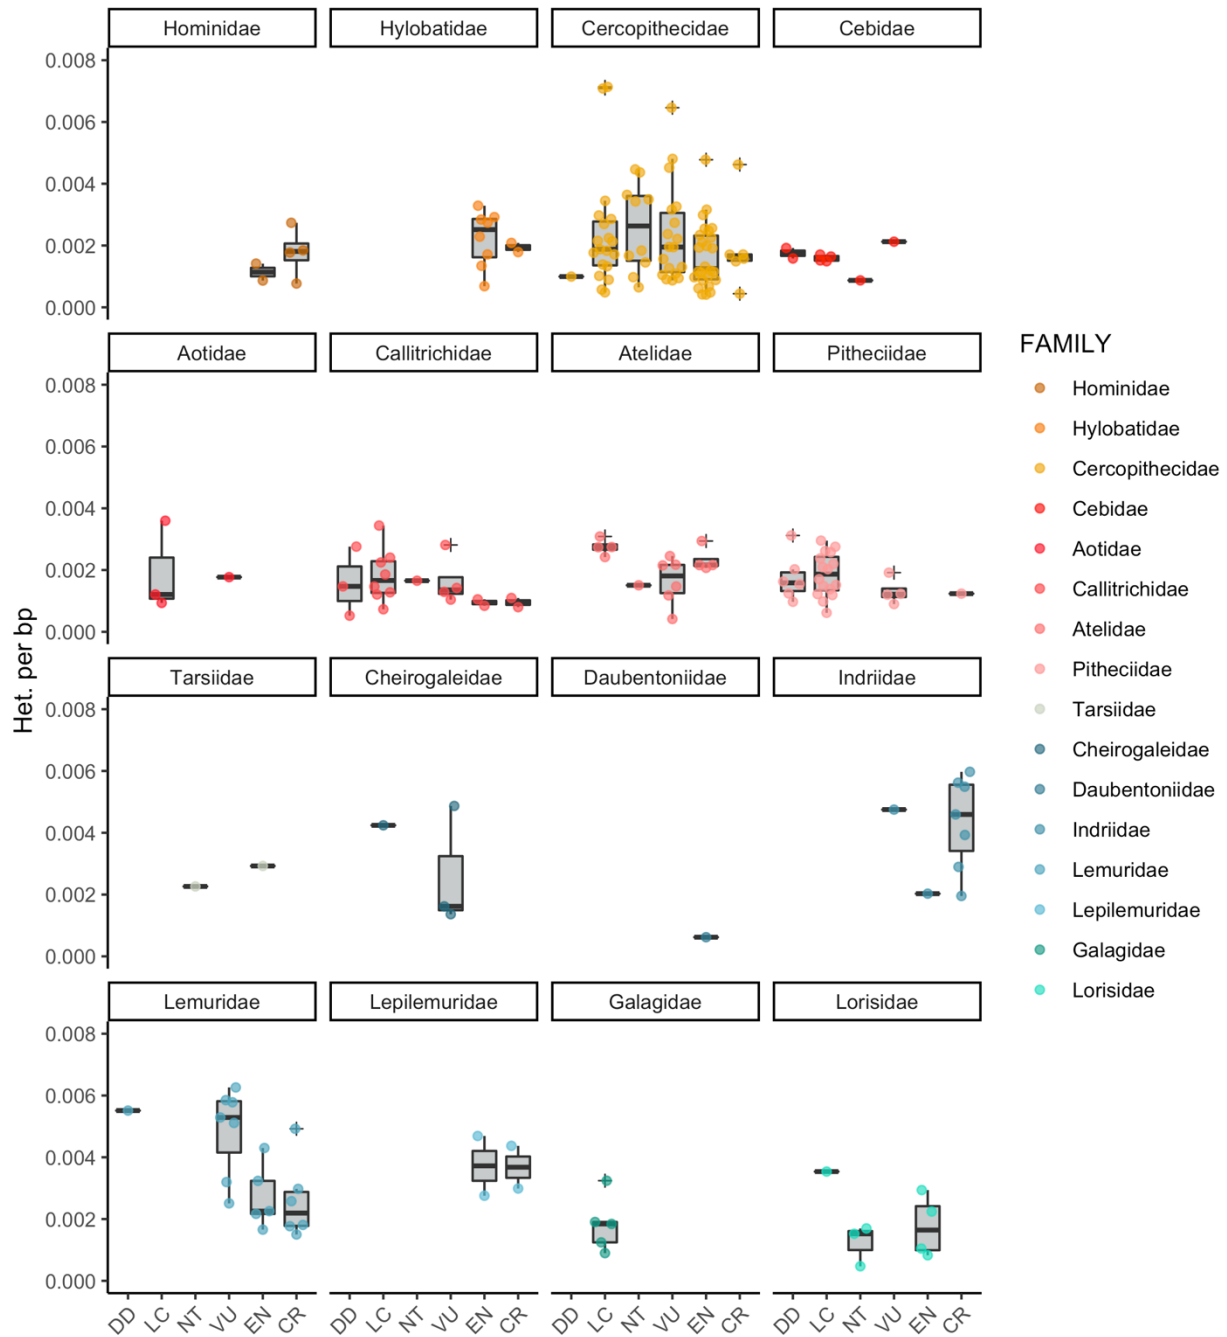 Hominidae Hylobatidae Cercopithecidae Cebidae
0.008
0.006
0.004
0.002
0.000
Aotidae Callitrichidae Atelidae Pitheciidae
0.008
0.006
0.004
0.002
0.000
Het. per bp
Tarsiidae Cheirogaleidae Daubentoniidae Indriidae
0.008
0.006
0.004
0.002
0.000
Lemuridae Lepilemuridae Galagidae Lorisidae
0.008
0.006
0.004
0.002
0.000
DD LC NT VU EN CR DD LC NT VU EN CR DD LC NT VU EN CR DD LC NT VU EN CR
FAMILY
Hominidae
Hylobatidae
Cercopithecidae
Cebidae
Aotidae
Callitrichidae
Atelidae
Pitheciidae
Tarsiidae
Cheirogaleidae
Daubentoniidae
Indriidae
Lemuridae
Lepilemuridae
Galagidae
Lorisidae